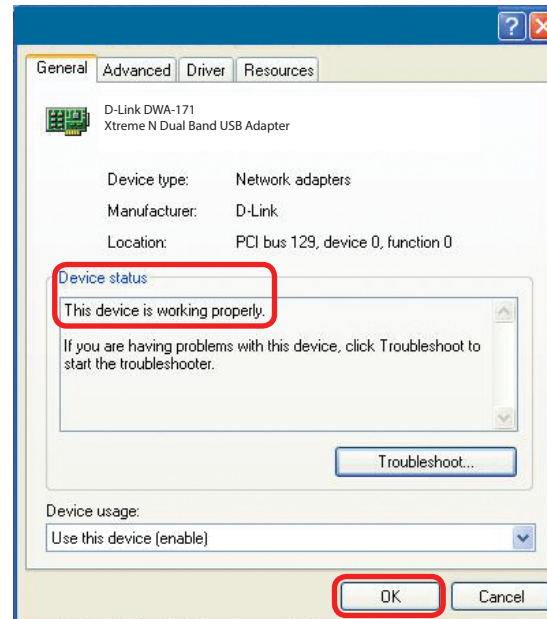 ?
General Advanced Driver Resources
D-Link DWA-171
Xtreme N Dual Band USB Adapter
Device type: Network adapters
Manufacturer: D-Link
Location: PCI bus 129, device 0, function 0
Device status
This device is working properly.
If you are having problems with this device, click Troubleshoot to
start the troubleshooter.
Troubleshoot...
Device usage:
Use this device (enable)
OK Cancel